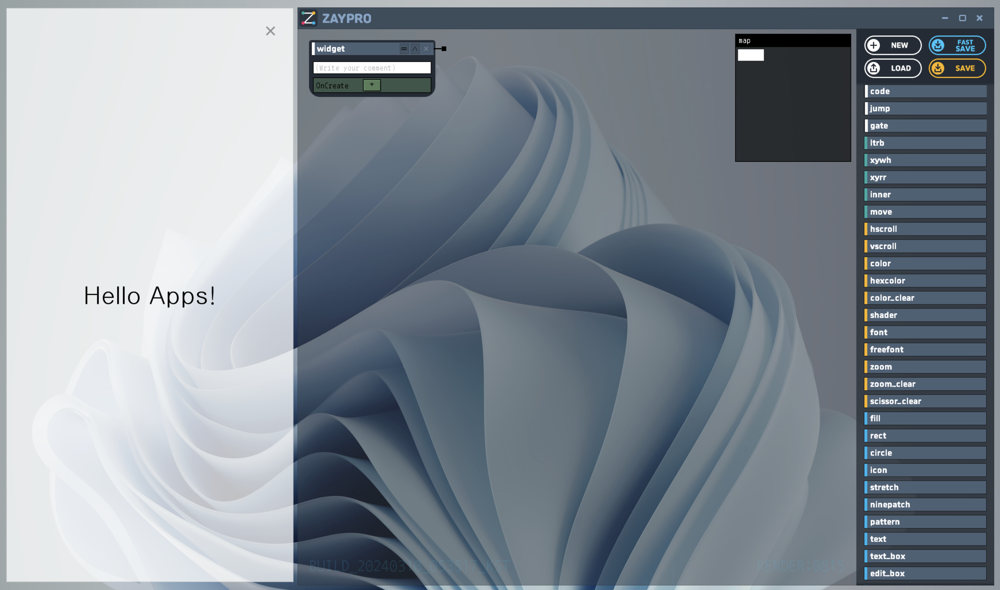 Hello Apps!
ZAYPRO
widget
(Write your comment)
OnCreate
+
map
NEW
FAST
SAVE
LOAD
SAVE
code
jump
gate
ltrb
xywh
xyrr
inner
move
hscroll
vscroll
color
hexcolor
color_clear
shader
font
freefont
zoom
zoom_clear
scissor_clear
fill
rect
circle
icon
stretch
ninepatch
pattern
text
text_box
edit_box
BUILD_20240310_053517_KST
RENDER:0815